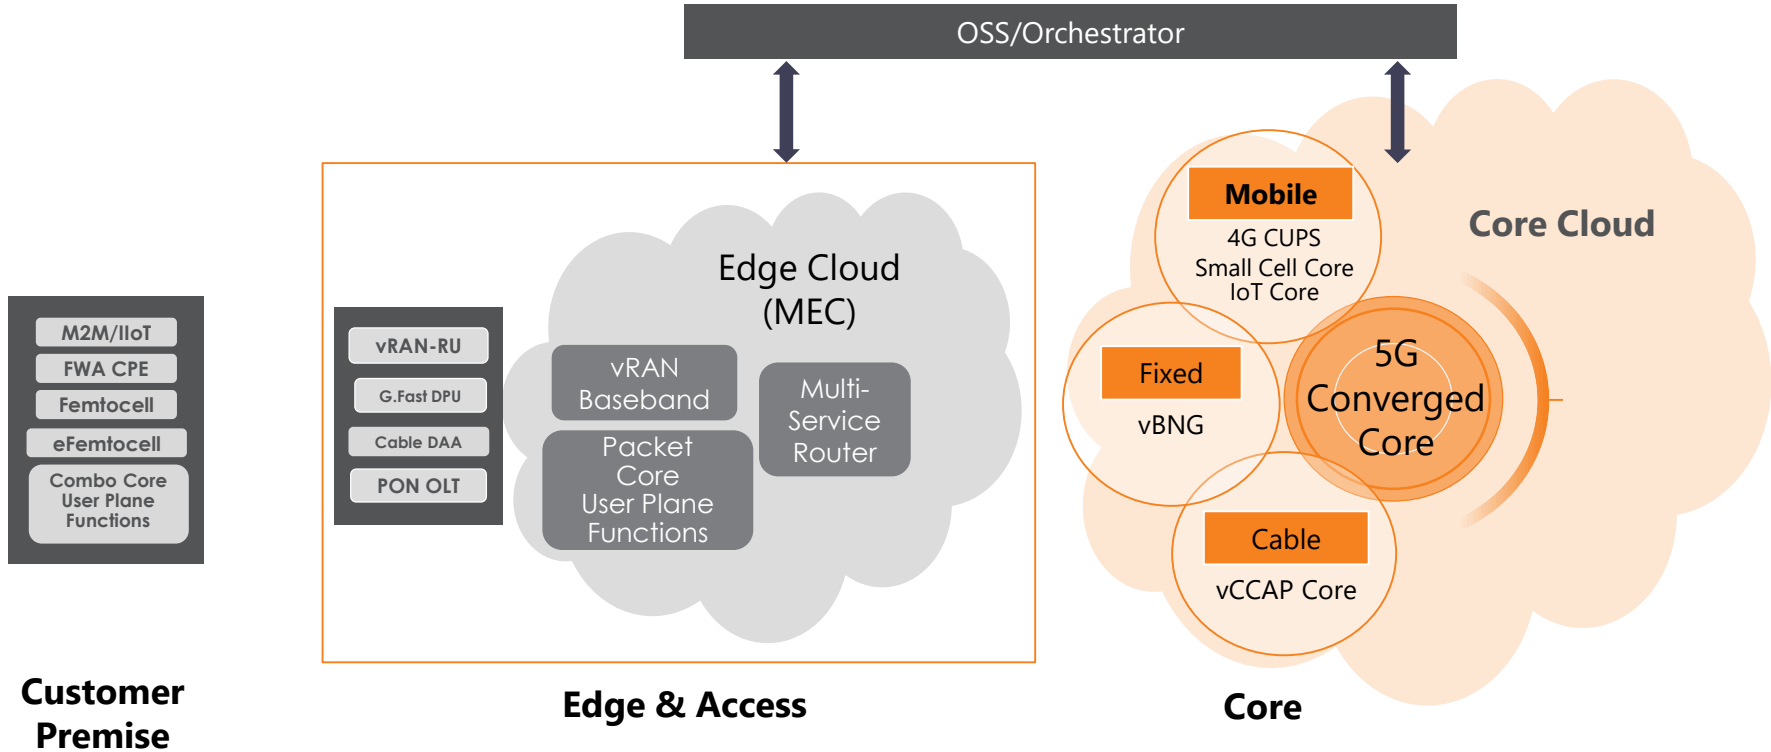 OSS/Orchestrator
M2M/IIoT
FWA CPE
Femtocell
eFemtocell
Combo Core
User Plane
Functions
Customer
Premise
vRAN-RU
G.Fast DPU
Cable DAA
PON OLT
Edge Cloud
(MEC)
vRAN
Baseband
Packet
Core
User Plane
Functions
Multi-
Service
Router
Edge & Access
Core Cloud
Mobile
4G CUPS
Small Cell Core
IoT Core
Fixed
vBNG
5G
Converged
Core
Cable
vCCAP Core
Core